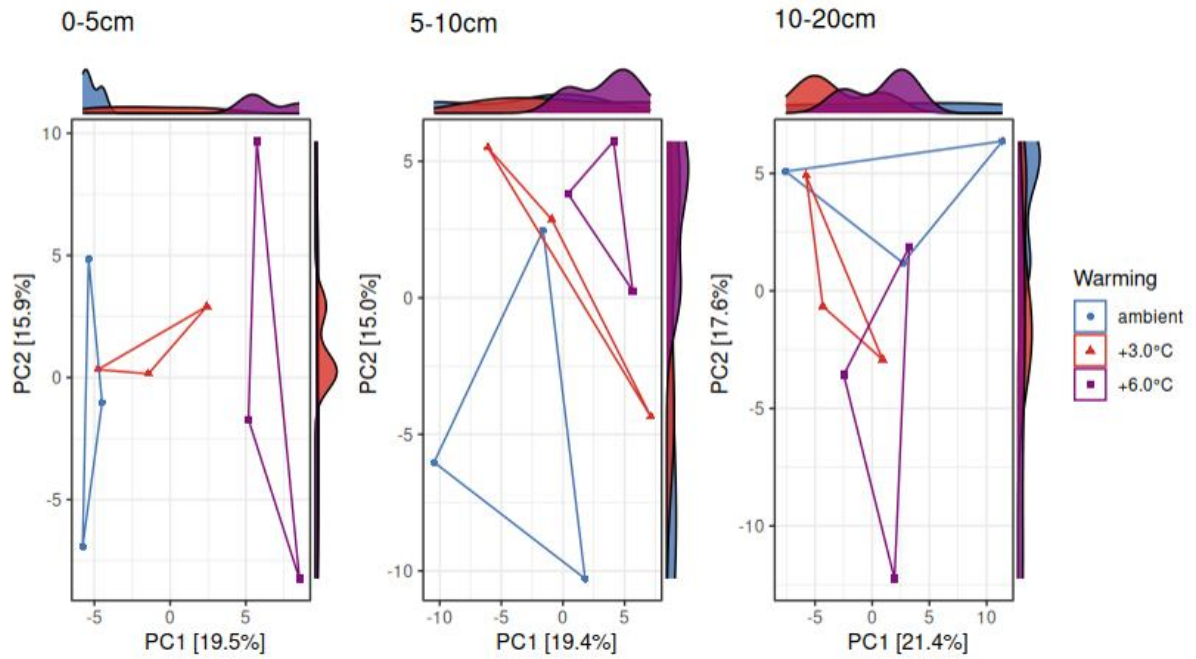 0-5cm
5-10cm
10-20cm
10
5
0
-5
PC2 [15.9%]
-5
0
5
PC1 [19.5%]
5
0
-5
-10
PC2 [15.0%]
-10
-5
0
5
PC1 [19.4%]
5
0
-5
-10
PC2 [17.6%]
-5
0
5
10
PC1 [21.4%]
Warming
ambient
+3.0°C
+6.0°C